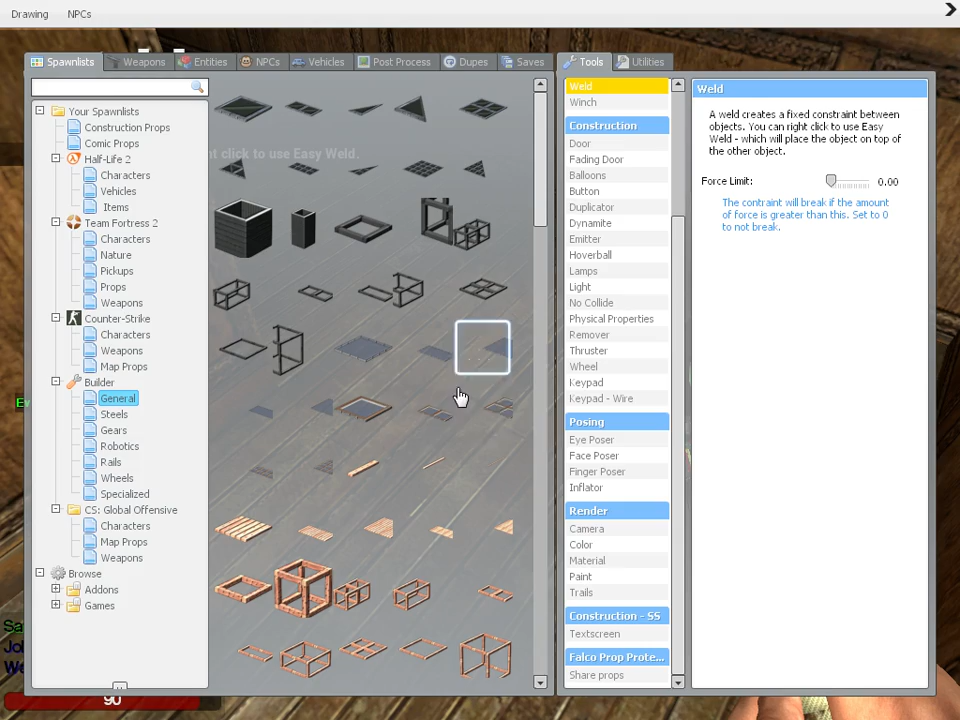 Drawing NPCs
Spawnlists Weapons Entities NPCs Vehicles Post Process Dupes Saves Tools Utilities
Your Spawnlists
Construction Props
Comic Props
Half-Life 2
Characters
Vehicles
Items
Team Fortress 2
Characters
Nature
Pickups
Props
Weapons
Counter-Strike
Characters
Weapons
Map Props
Builder
General
Steels
Gears
Robotics
Rails
Wheels
Specialized
CS: Global Offensive
Characters
Map Props
Weapons
Browse
Addons
Games
90
t click to use Easy Weld.
Weld
Winch
Construction
Door
Fading Door
Balloons
Button
Duplicator
Dynamite
Emitter
Hoverball
Lamps
Light
No Collide
Physical Properties
Remover
Thruster
Wheel
Keypad
Keypad - Wire
Posing
Eye Poser
Face Poser
Finger Poser
Inflator
Render
Camera
Color
Material
Paint
Trails
Construction - SS
Textscreen
Falco Prop Prote...
Share props
Weld
A weld creates a fixed constraint between
objects. You can right click to use Easy
Weld - which will place the object on top of
the other object.
Force Limit: 0.00
The contraint will break if the amount
of force is greater than this. Set to 0
to not break.